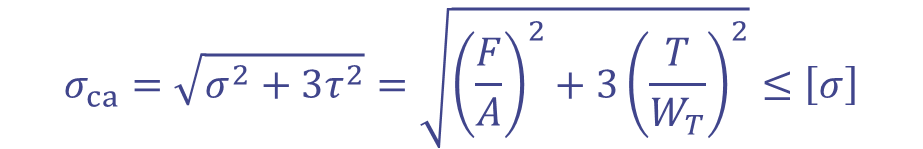 σ_ca = √(σ² + 3τ²) = √((F/A)² + 3(T/W_T)²) ≤ [σ]